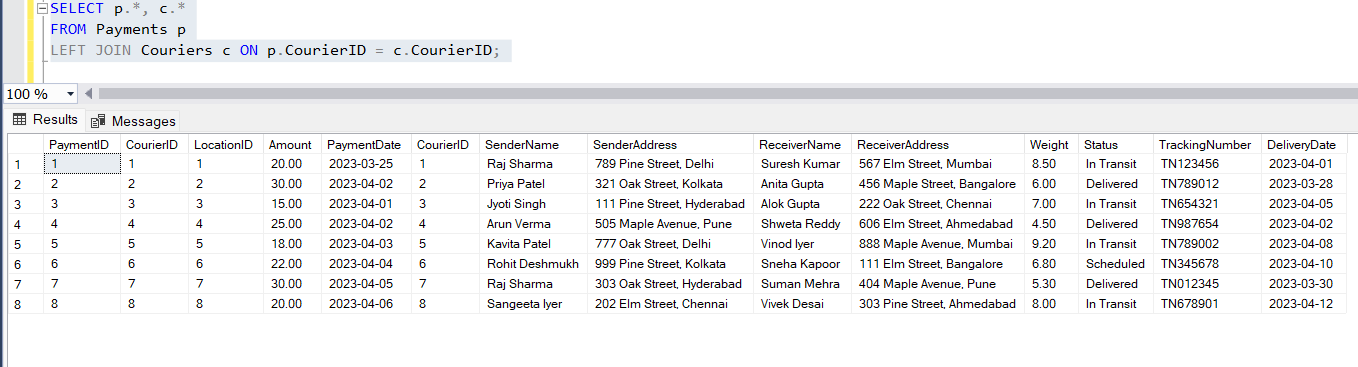 SELECT p.*, c.*
FROM Payments p
LEFT JOIN Couriers c ON p.CourierID = c.CourierID;
100 %
Results Messages
PaymentID CourierID LocationID Amount PaymentDate CourierID SenderName SenderAddress ReceiverName ReceiverAddress Weight Status TrackingNumber DeliveryDate
1 1 1 1 20.00 2023-03-25 1 Raj Sharma 789 Pine Street, Delhi Suresh Kumar 567 Elm Street, Mumbai 8.50 In Transit TN123456 2023-04-01
2 2 2 2 30.00 2023-04-02 2 Priya Patel 321 Oak Street, Kolkata Anita Gupta 456 Maple Street, Bangalore 6.00 Delivered TN789012 2023-03-28
3 3 3 3 15.00 2023-04-01 3 Jyoti Singh 111 Pine Street, Hyderabad Alok Gupta 222 Oak Street, Chennai 7.00 In Transit TN654321 2023-04-05
4 4 4 4 25.00 2023-04-02 4 Arun Verma 505 Maple Avenue, Pune Shweta Reddy 606 Elm Street, Ahmedabad 4.50 Delivered TN987654 2023-04-02
5 5 5 5 18.00 2023-04-03 5 Kavita Patel 777 Oak Street, Delhi Vinod Iyer 888 Maple Avenue, Mumbai 9.20 In Transit TN789002 2023-04-08
6 6 6 6 22.00 2023-04-04 6 Rohit Deshmukh 999 Pine Street, Kolkata Sneha Kapoor 111 Elm Street, Bangalore 6.80 Scheduled TN345678 2023-04-10
7 7 7 7 30.00 2023-04-05 7 Raj Sharma 303 Oak Street, Hyderabad Suman Mehra 404 Maple Avenue, Pune 5.30 Delivered TN012345 2023-03-30
8 8 8 8 20.00 2023-04-06 8 Sangeeta Iyer 202 Elm Street, Chennai Vivek Desai 303 Pine Street, Ahmedabad 8.00 In Transit TN678901 2023-04-12